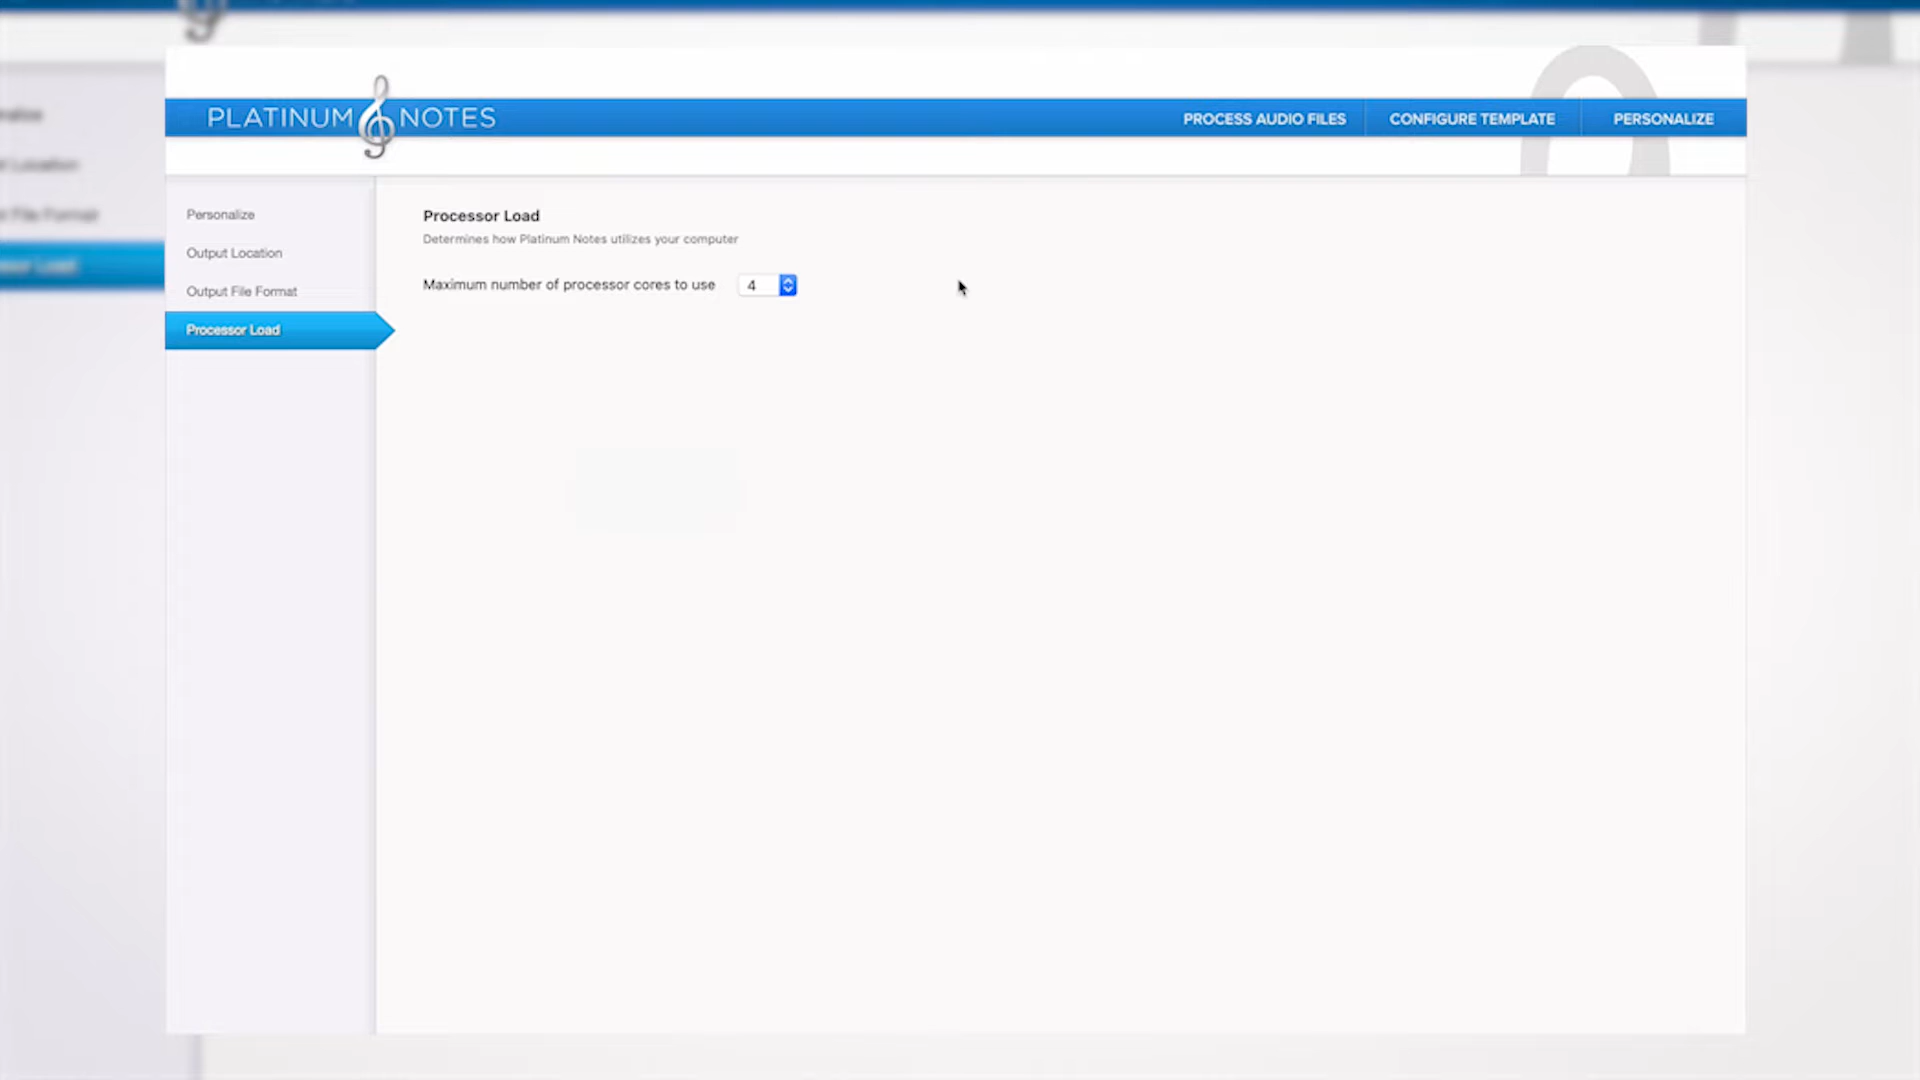 PLATINUM NOTES
PROCESS AUDIO FILES
CONFIGURE TEMPLATE
PERSONALIZE
Personalize
Output Location
Output File Format
Processor Load
Processor Load
Determines how Platinum Notes utilizes your computer
Maximum number of processor cores to use 4